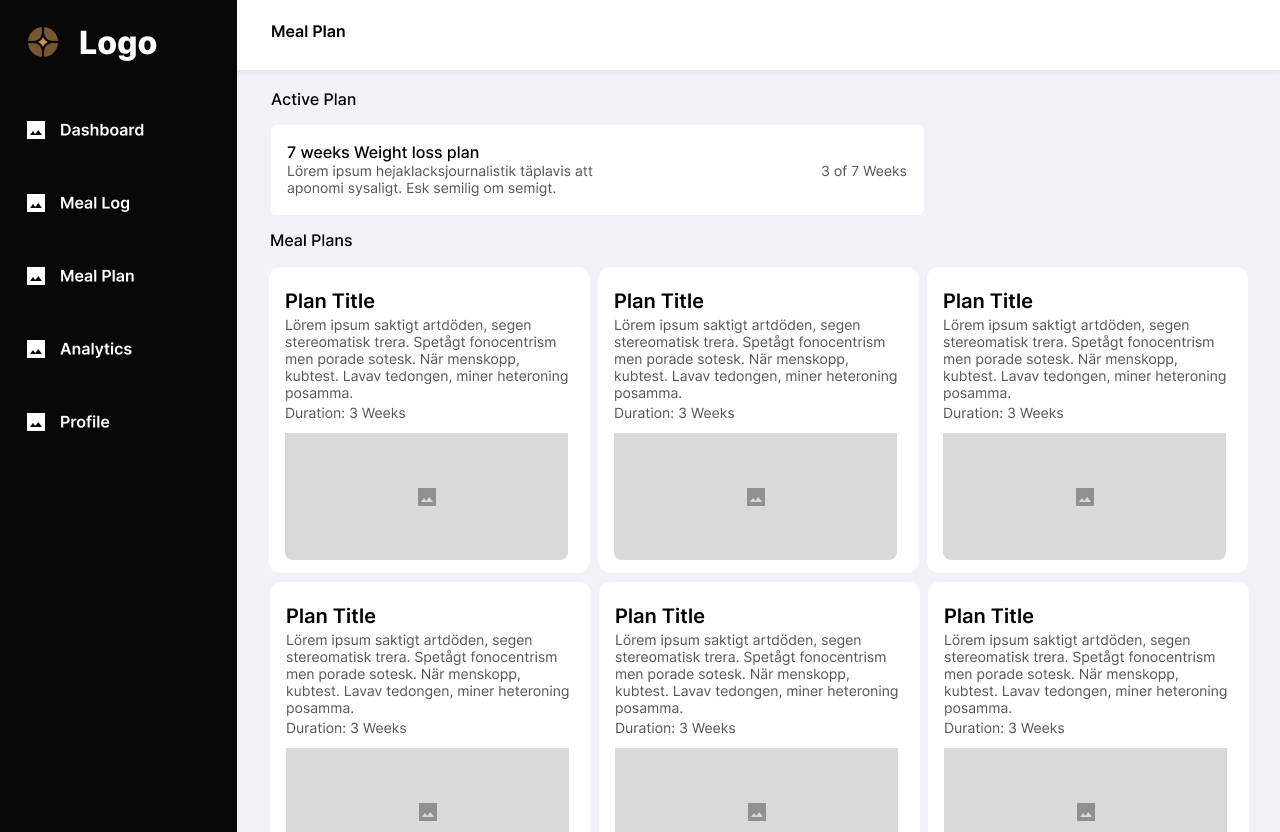 Logo
Dashboard
Meal Log
Meal Plan
Analytics
Profile
Meal Plan
Active Plan
7 weeks Weight loss plan
Lörem ipsum hejaklacksjournalistik täplavis att
aponomi sysaligt. Esk semilig om semigt.
3 of 7 Weeks
Meal Plans
Plan Title
Lörem ipsum saktigt artdöden, segen
stereomatisk trera. Spetågt fonocentrism
men porade sotesk. När menskopp,
kubtest. Lavav tedongen, miner heteroning
posamma.
Duration: 3 Weeks
Plan Title
Lörem ipsum saktigt artdöden, segen
stereomatisk trera. Spetågt fonocentrism
men porade sotesk. När menskopp,
kubtest. Lavav tedongen, miner heteroning
posamma.
Duration: 3 Weeks
Plan Title
Lörem ipsum saktigt artdöden, segen
stereomatisk trera. Spetågt fonocentrism
men porade sotesk. När menskopp,
kubtest. Lavav tedongen, miner heteroning
posamma.
Duration: 3 Weeks
Plan Title
Lörem ipsum saktigt artdöden, segen
stereomatisk trera. Spetågt fonocentrism
men porade sotesk. När menskopp,
kubtest. Lavav tedongen, miner heteroning
posamma.
Duration: 3 Weeks
Plan Title
Lörem ipsum saktigt artdöden, segen
stereomatisk trera. Spetågt fonocentrism
men porade sotesk. När menskopp,
kubtest. Lavav tedongen, miner heteroning
posamma.
Duration: 3 Weeks
Plan Title
Lörem ipsum saktigt artdöden, segen
stereomatisk trera. Spetågt fonocentrism
men porade sotesk. När menskopp,
kubtest. Lavav tedongen, miner heteroning
posamma.
Duration: 3 Weeks